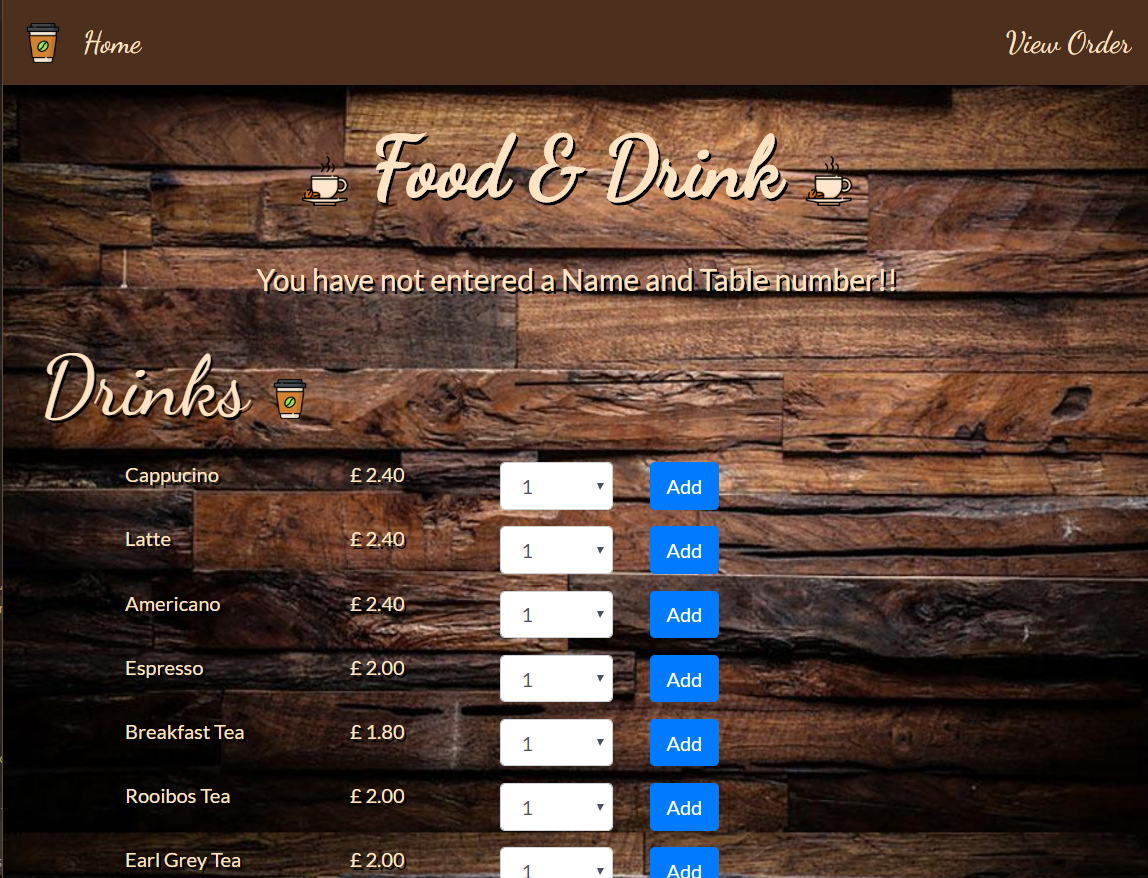 Home
View Order
Food & Drink
You have not entered a Name and Table number!!
Drinks
Cappucino £ 2.40 1 Add
Latte £ 2.40 1 Add
Americano £ 2.40 1 Add
Espresso £ 2.00 1 Add
Breakfast Tea £ 1.80 1 Add
Rooibos Tea £ 2.00 1 Add
Earl Grey Tea £ 2.00 1 Add